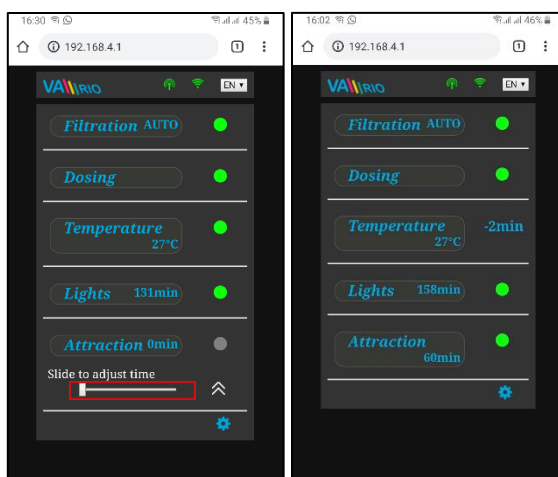 16:30
45%
192.168.4.1
1
VANIRIO
EN
Filtration AUTO
Dosing
Temperature
27°C
Lights 131min
Attraction 0min
Slide to adjust time
16:02
46%
192.168.4.1
1
EN
Filtration AUTO
Dosing
Temperature -2min
27°C
Lights 158min
Attraction
60min